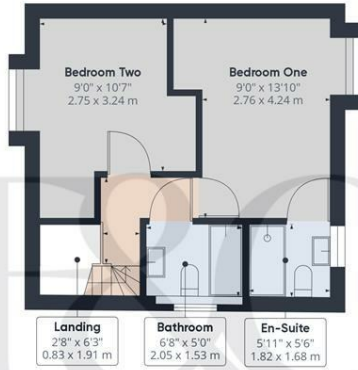 Bedroom Two
9'0" x 10'7"
2.75 x 3.24 m
Bedroom One
9'0" x 13'10"
2.76 x 4.24 m
Landing
2'8" x 6'3"
0.83 x 1.91 m
Bathroom
6'8" x 5'0"
2.05 x 1.53 m
En-Suite
5'11" x 5'6"
1.82 x 1.68 m